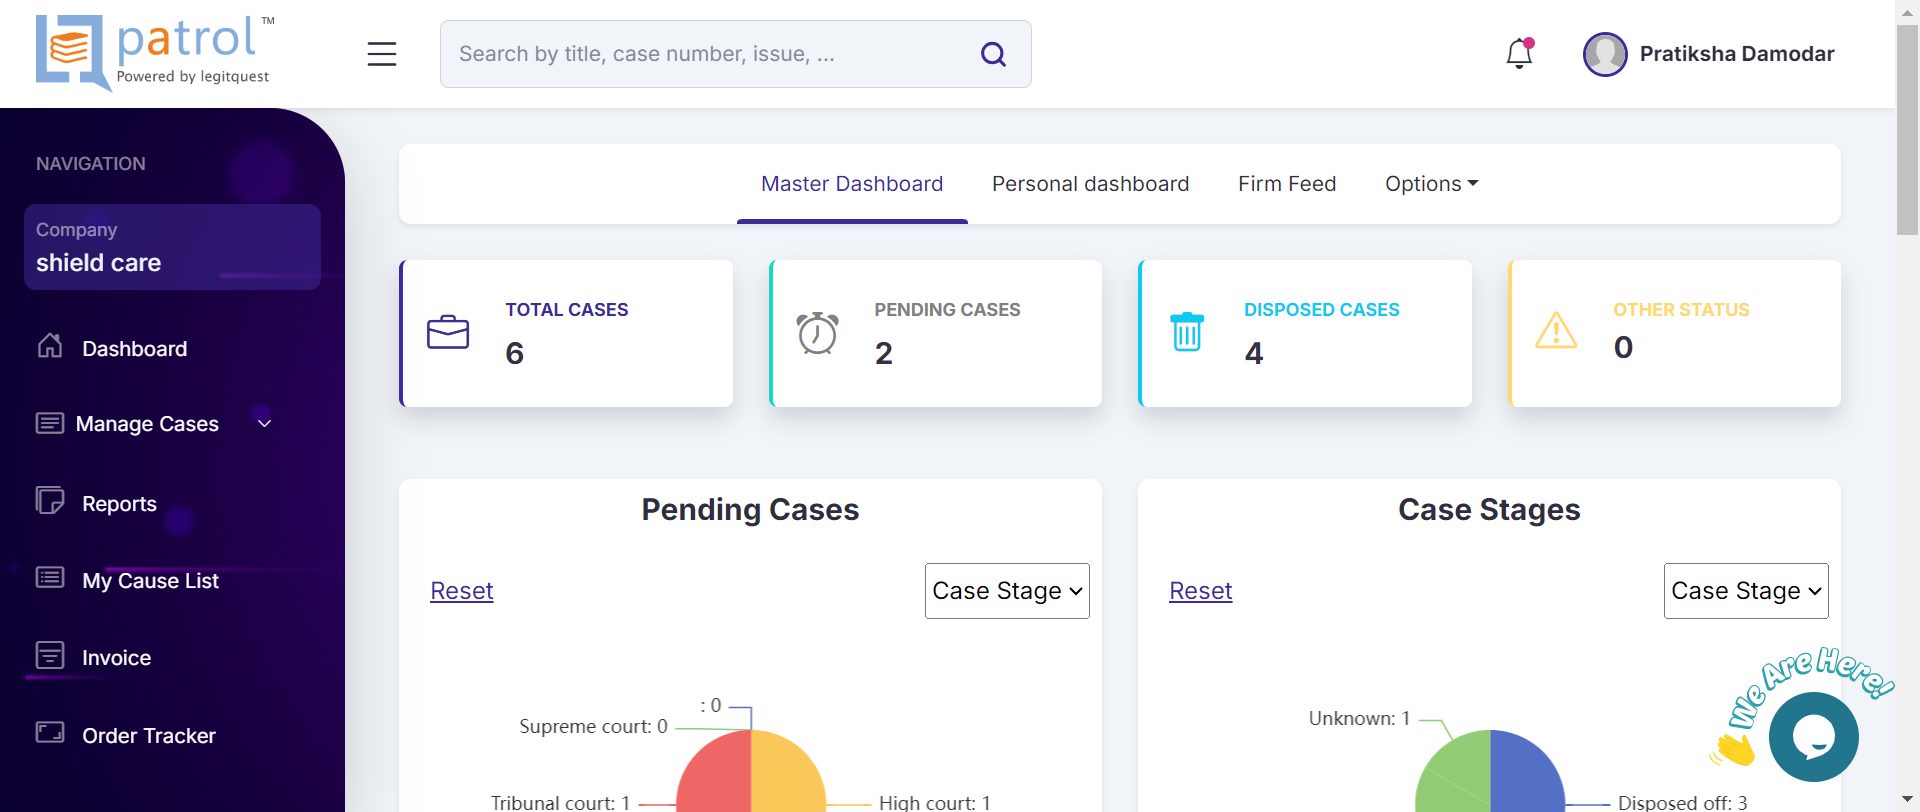 patrol ™
Powered by legitquest
Search by title, case number, issue, ...
Pratiksha Damodar
NAVIGATION
Company
shield care
Dashboard
Manage Cases
Reports
My Cause List
Invoice
Order Tracker
Master Dashboard
Personal dashboard
Firm Feed
Options
TOTAL CASES
6
PENDING CASES
2
DISPOSED CASES
4
OTHER STATUS
0
Pending Cases
Reset
Case Stage
: 0
Supreme court: 0
Tribunal court: 1
High court: 1
Case Stages
Reset
Case Stage
Unknown: 1
Disposed off: 3
We Are Here!